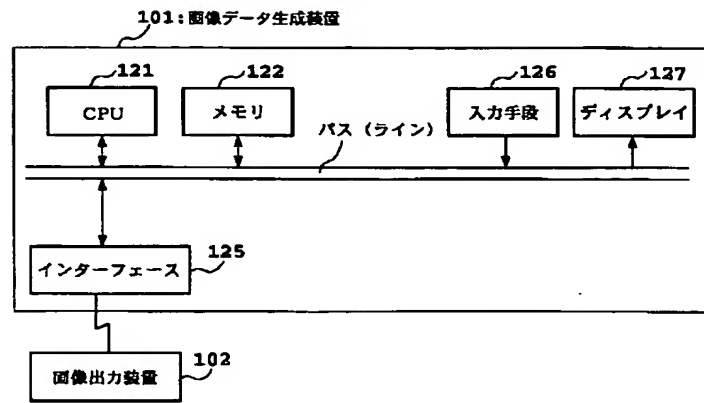 101:画像データ生成装置
121
122
126
127
CPU
メモリ
入力手段
ディスプレイ
バス(ライン)
125
インターフェース
102
画像出力装置